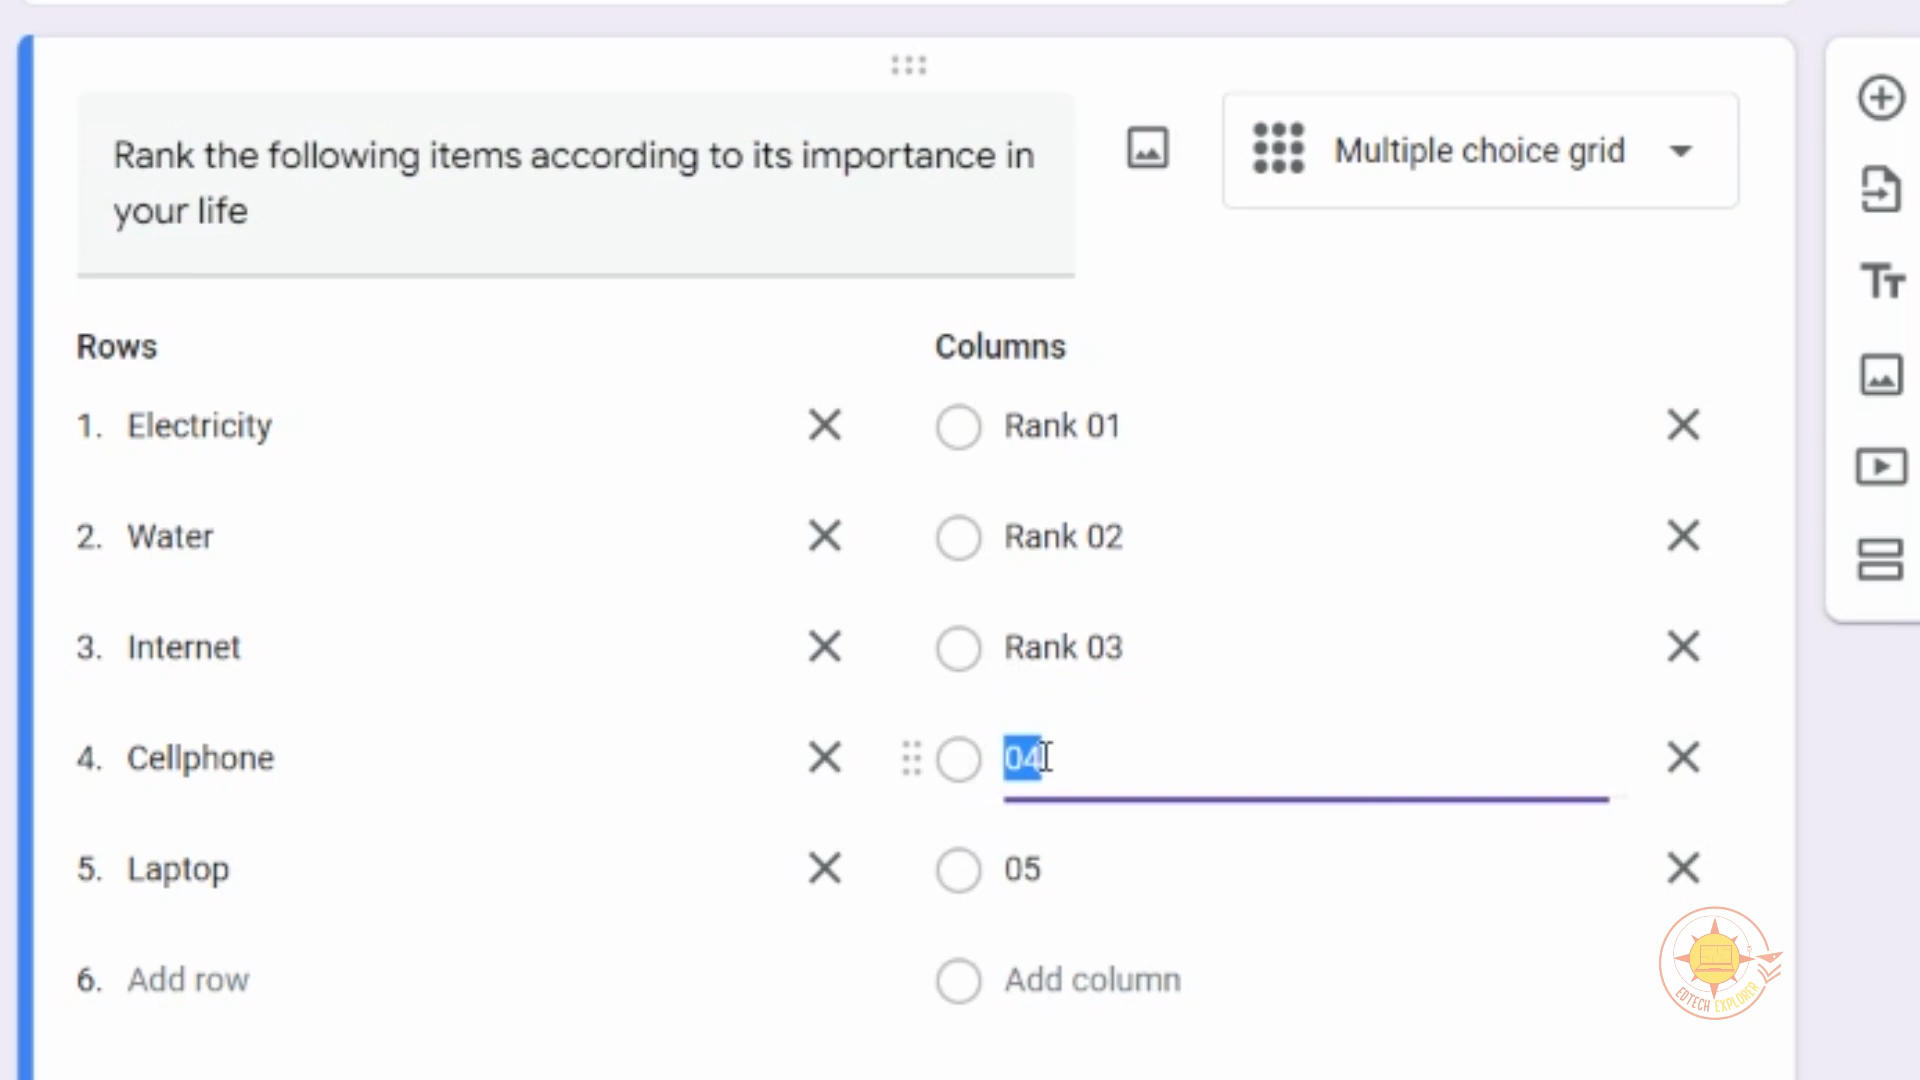 Rank the following items according to its importance in
your life
Multiple choice grid
Rows
Columns
1. Electricity
Rank 01
2. Water
Rank 02
3. Internet
Rank 03
4. Cellphone
04
5. Laptop
05
6. Add row
Add column
EDTECH EXPLORER